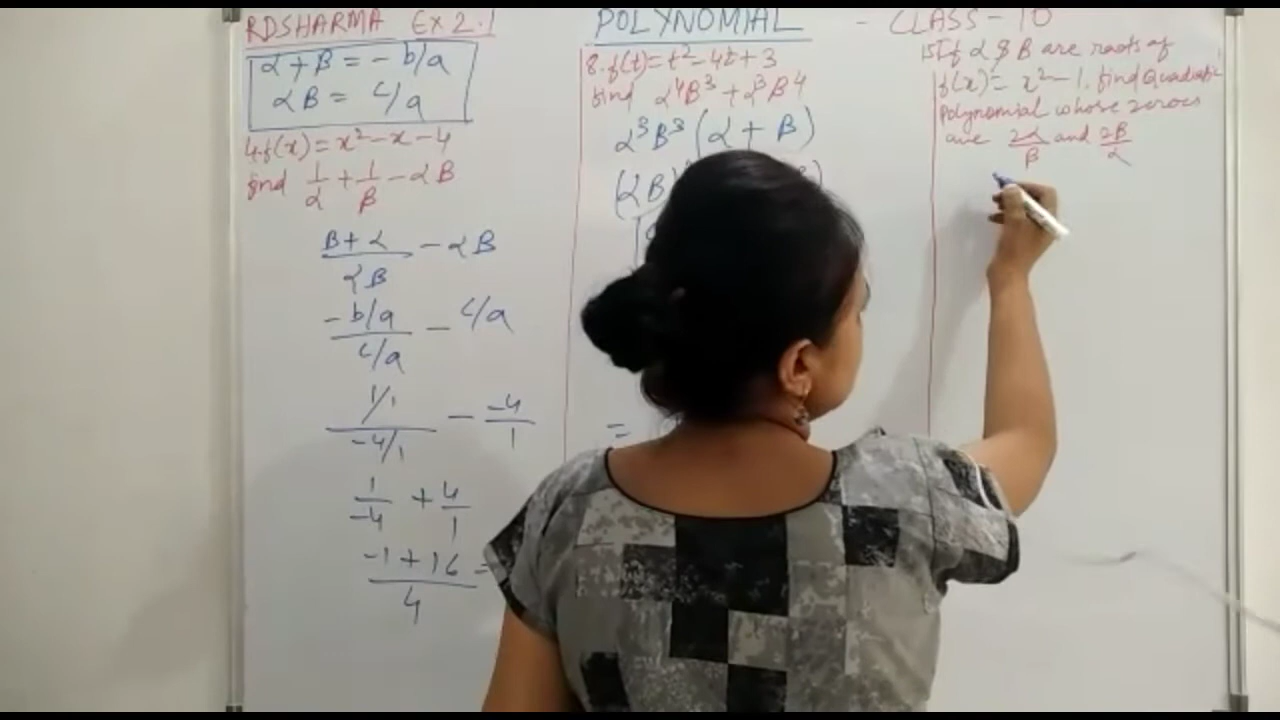 RDSHARMA EX 2.1
POLYNOMIAL - CLASS-10
α+β = -b/a
αβ = c/a
4. f(x) = x²-x-4
find 1/α + 1/β - αβ
β+α/αβ - αβ
-b/a / c/a - c/a
1/1 / -4/1 - -4/1
1/-4 + 4/1
-1+16/4 =
8. f(t) = t²-4t+3
find α⁴β³ + α³β⁴
α³β³ (α+β)
(αβ)
=
15 If α & β are roots of
f(x) = x²-1. find Quadratic
Polynomial whose zeroes
are 2α/β and 2β/α